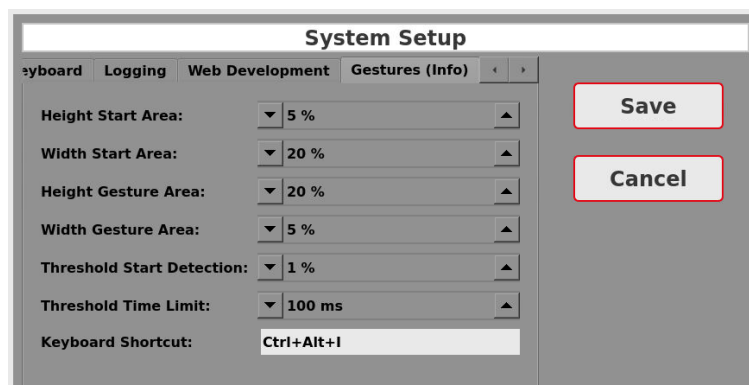 System Setup
eyboard Logging Web Development Gestures (Info)
Height Start Area: 5 %
Width Start Area: 20 %
Height Gesture Area: 20 %
Width Gesture Area: 5 %
Threshold Start Detection: 1 %
Threshold Time Limit: 100 ms
Keyboard Shortcut: Ctrl+Alt+I
Save
Cancel